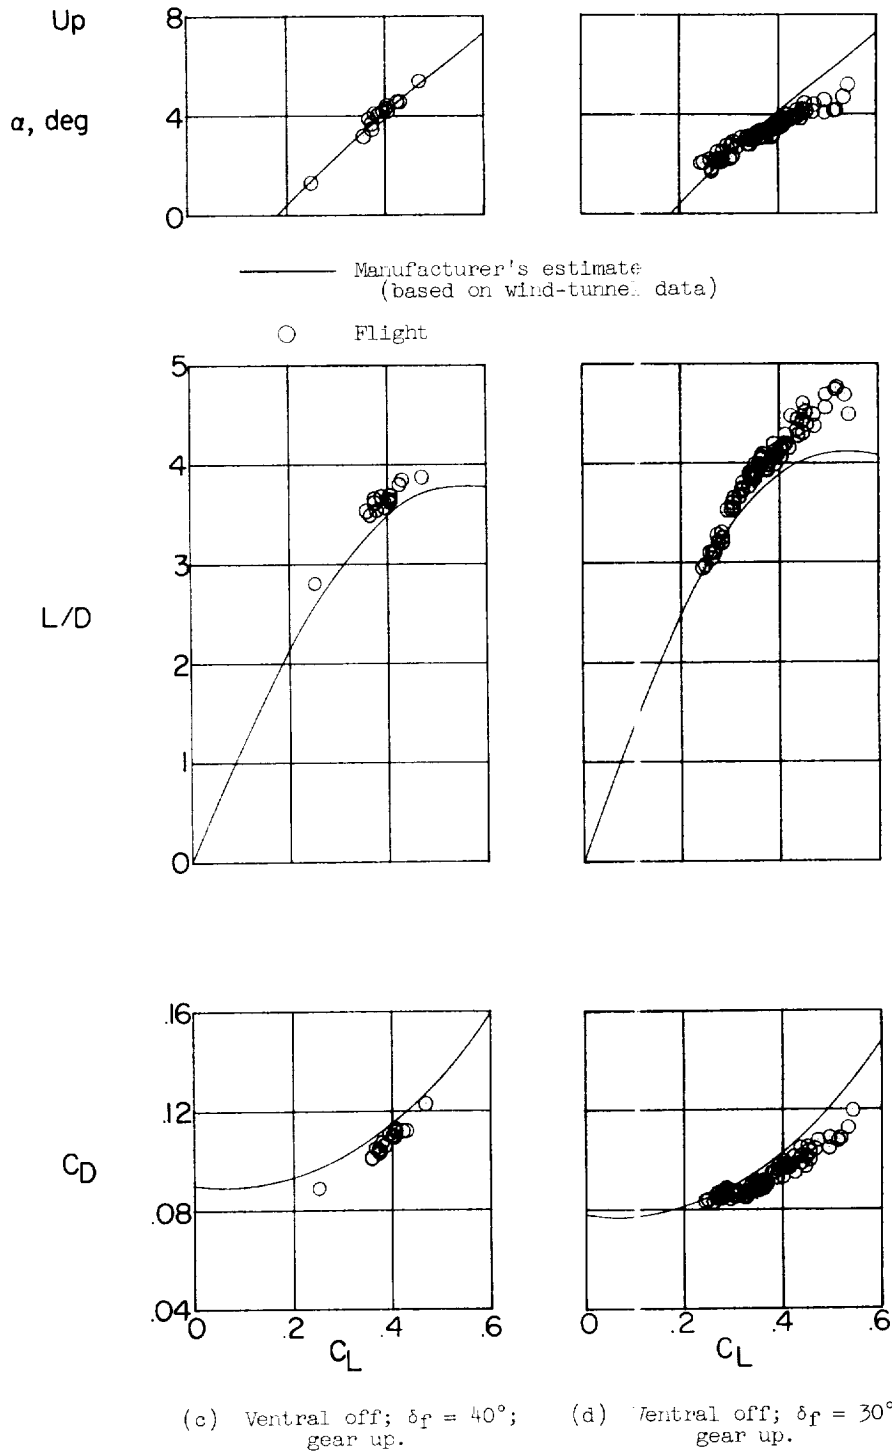 Up
8
α, deg
4
0
Manufacturer's estimate
(based on wind-tunnel data)
Flight
5
4
3
L/D
2
1
0
.16
.12
C_D
.08
.04
0 .2 .4 .6
0 .2 .4 .6
C_L
C_L
(c) Ventral off; δf = 40°;
gear up.
(d) Ventral off; δf = 30°
gear up.